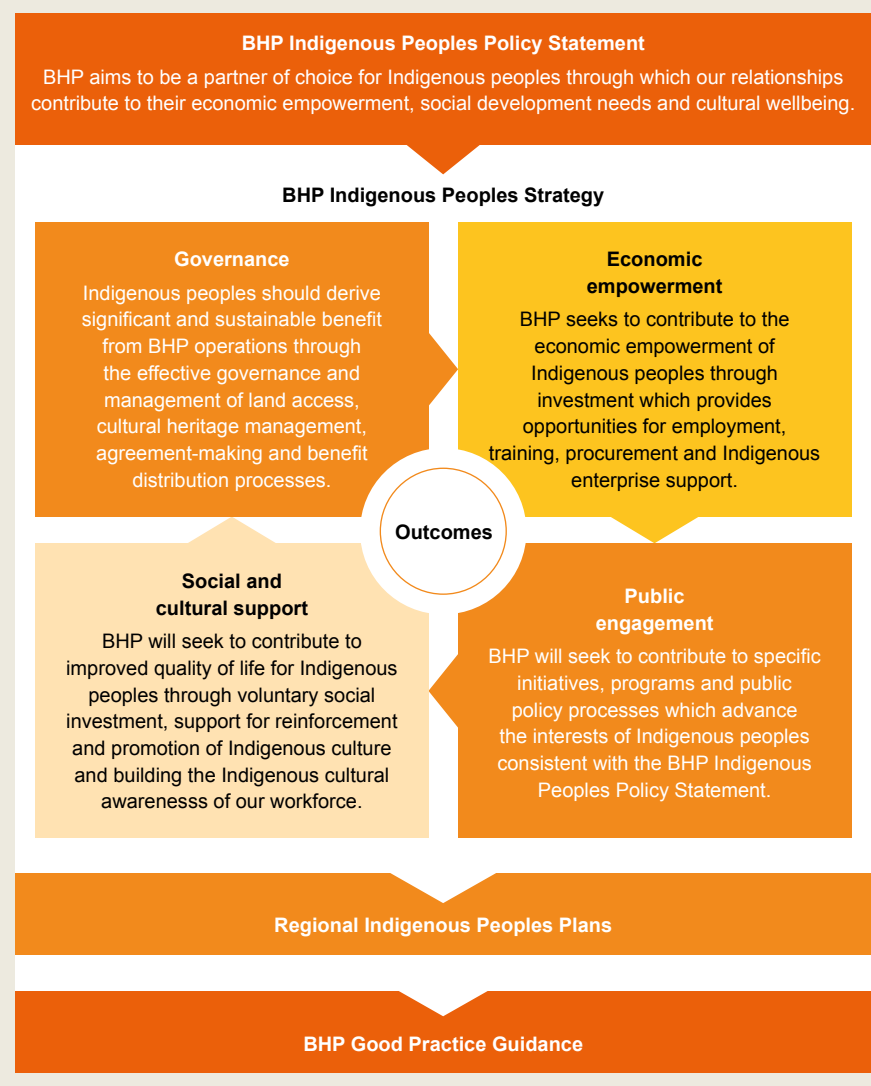 BHP Indigenous Peoples Policy Statement
BHP aims to be a partner of choice for Indigenous peoples through which our relationships
contribute to their economic empowerment, social development needs and cultural wellbeing.
BHP Indigenous Peoples Strategy
Governance
Indigenous peoples should derive
significant and sustainable benefit
from BHP operations through
the effective governance and
management of land access,
cultural heritage management,
agreement-making and benefit
distribution processes.
Economic
empowerment
BHP seeks to contribute to the
economic empowerment of
Indigenous peoples through
investment which provides
opportunities for employment,
training, procurement and Indigenous
enterprise support.
Outcomes
Social and
cultural support
BHP will seek to contribute to
improved quality of life for Indigenous
peoples through voluntary social
investment, support for reinforcement
and promotion of Indigenous culture
and building the Indigenous cultural
awarenesss of our workforce.
Public
engagement
BHP will seek to contribute to specific
initiatives, programs and public
policy processes which advance
the interests of Indigenous peoples
consistent with the BHP Indigenous
Peoples Policy Statement.
Regional Indigenous Peoples Plans
BHP Good Practice Guidance